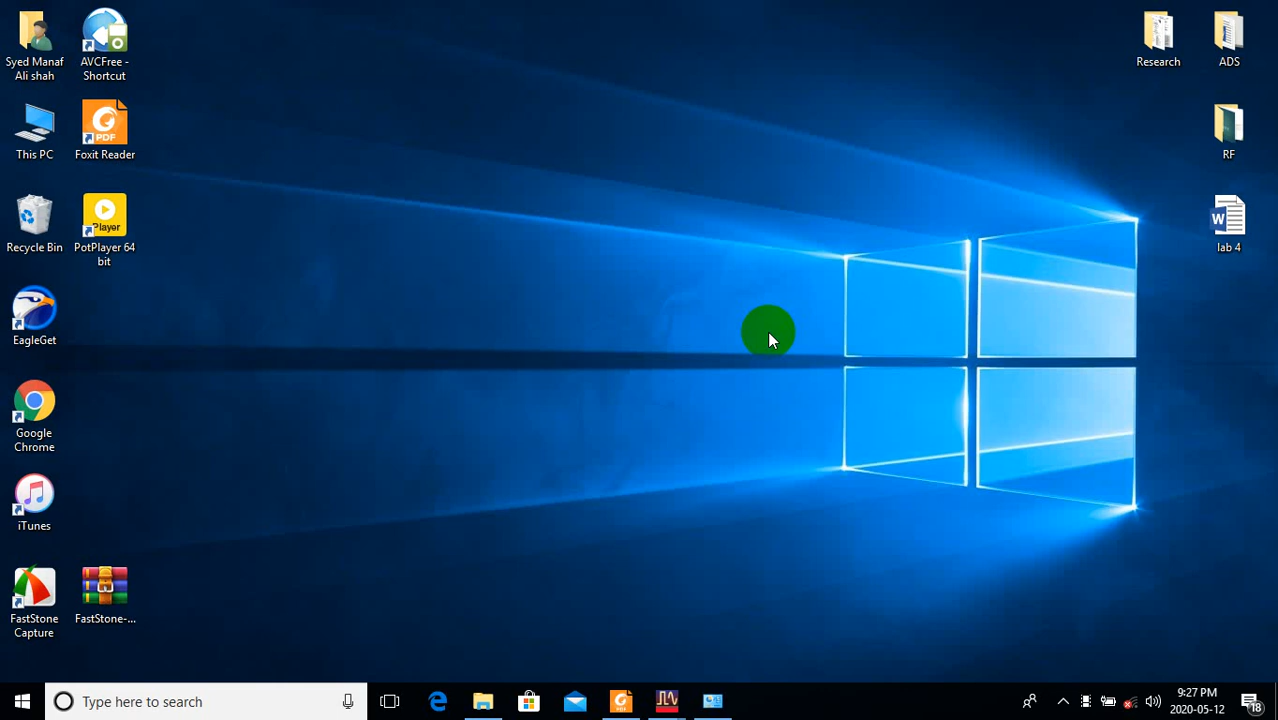 Syed Manaf
Ali shah
AVCFree -
Shortcut
Research
ADS
This PC
PDF
Foxit Reader
RF
Player
Recycle Bin
PotPlayer 64
bit
W
lab 4
EagleGet
Google
Chrome
iTunes
FastStone
Capture
FastStone-...
Type here to search
9:27 PM
2020-05-12
18